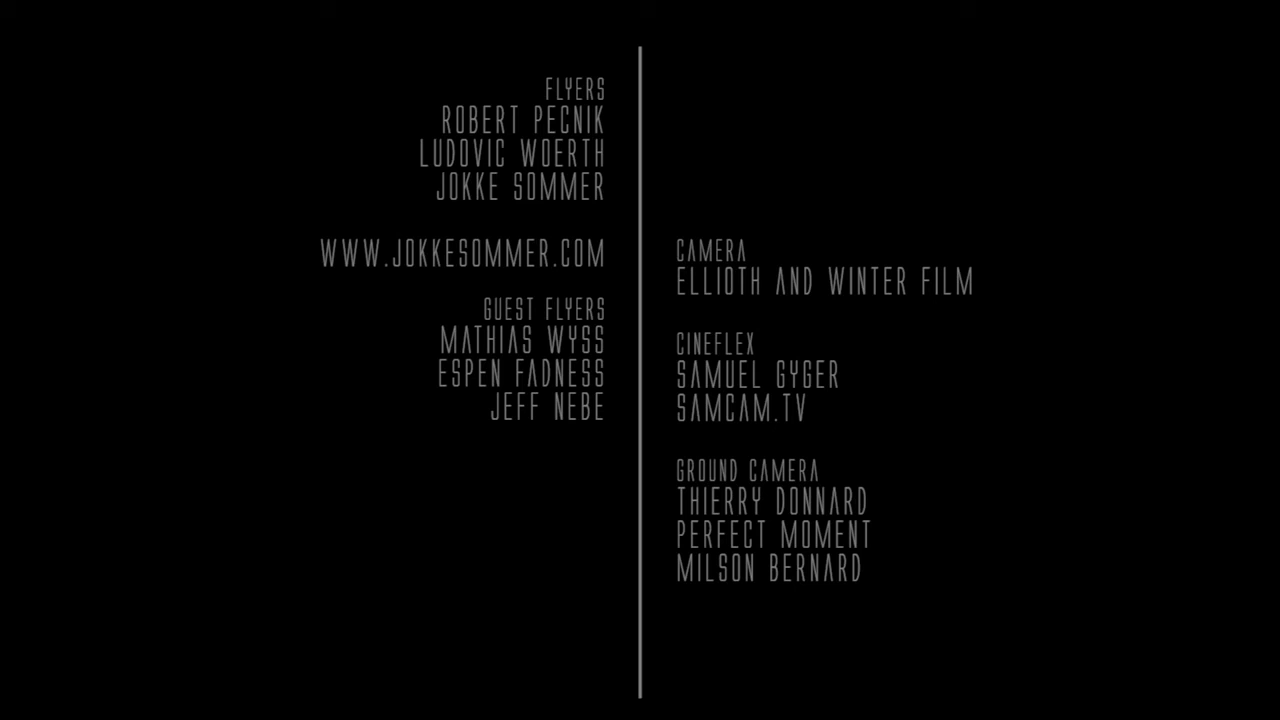 FLYERS
ROBERT PECNIK
LUDOVIC WOERTH
JOKKE SOMMER
WWW.JOKKESOMMER.COM
GUEST FLYERS
MATHIAS WYSS
ESPEN FADNESS
JEFF NEBE
CAMERA
ELLIOTH AND WINTER FILM
CINEFLEX
SAMUEL GYGER
SAMCAM.TV
GROUND CAMERA
THIERRY DONNARD
PERFECT MOMENT
MILSON BERNARD